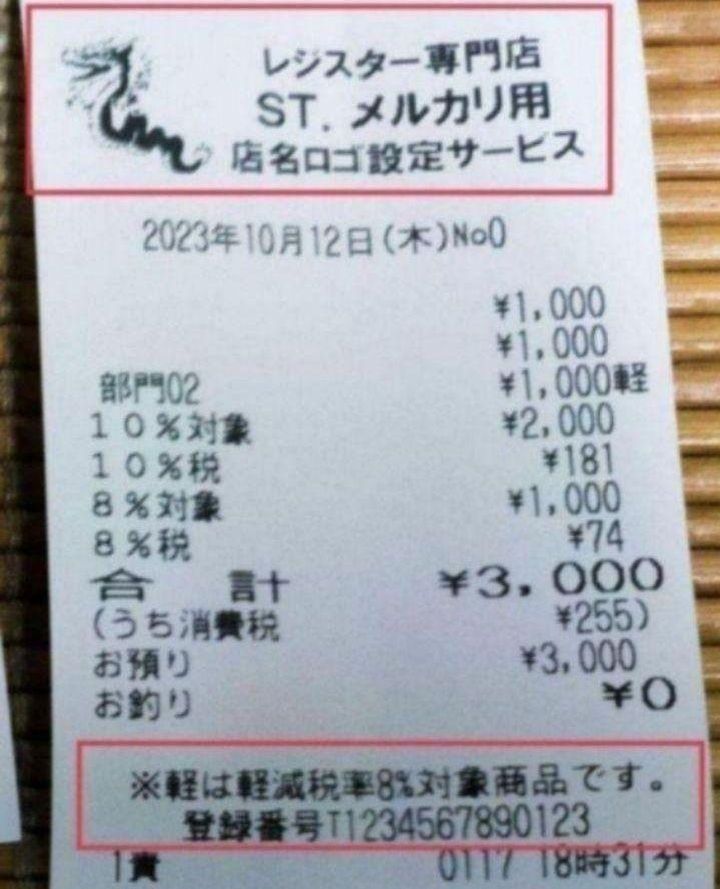 レジスター専門店
ST. メルカリ用
店名ロゴ設定サービス
2023年10月12日(木)No0
¥1,000
¥1,000
部門02 ¥1,000軽
10%対象 ¥2,000
10%税 ¥181
8%対象 ¥1,000
8%税 ¥74
合計 ¥3,000
(うち消費税 ¥255)
お預り ¥3,000
お釣り ¥0
※軽は軽減税率8%対象商品です。
登録番号T1234567890123
1責 0117 18時31分